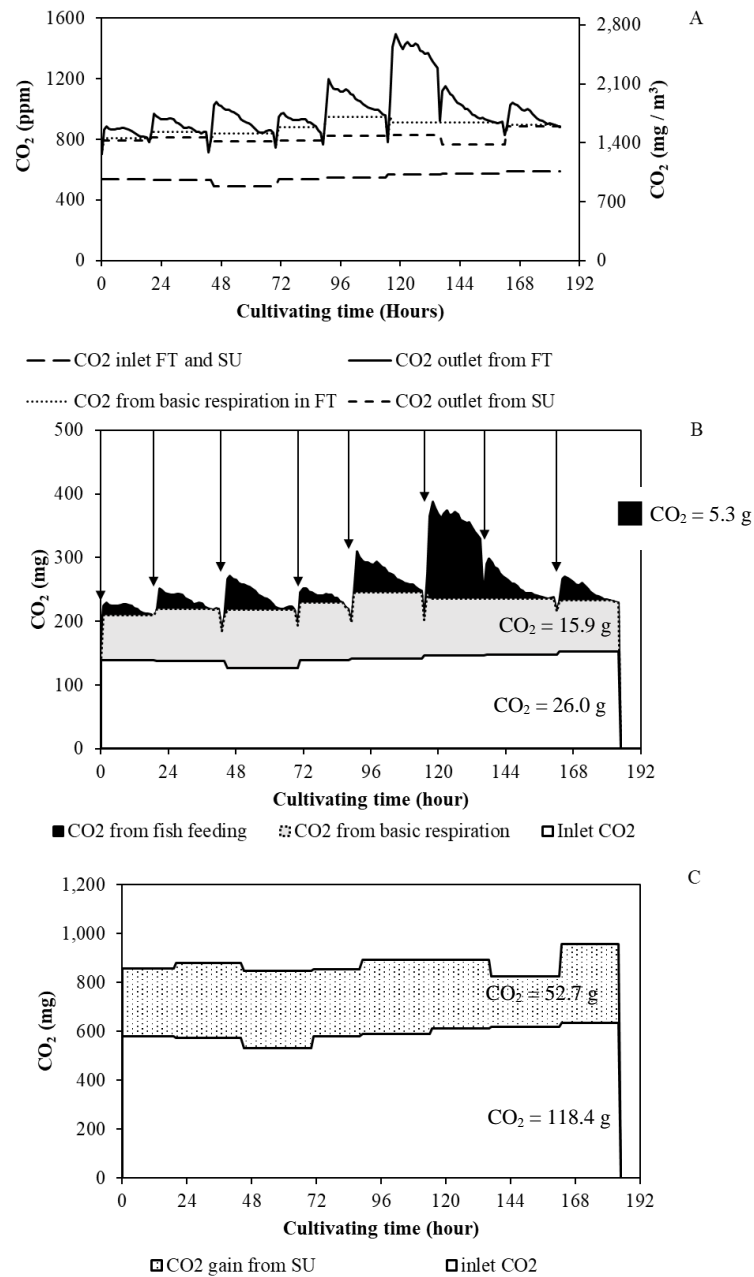 A
1600
1200
800
400
0
CO₂ (ppm)
2,800
2,100
1,400
700
0
CO₂ (mg / m³)
0 24 48 72 96 120 144 168 192
Cultivating time (Hours)
CO2 inlet FT and SU
CO2 outlet from FT
CO2 from basic respiration in FT
CO2 outlet from SU
B
500
400
300
200
100
0
CO₂ (mg)
CO₂ = 5.3 g
CO₂ = 15.9 g
CO₂ = 26.0 g
0 24 48 72 96 120 144 168 192
Cultivating time (hour)
CO2 from fish feeding
CO2 from basic respiration
Inlet CO2
C
1,200
1,000
800
600
400
200
0
CO₂ (mg)
CO₂ = 52.7 g
CO₂ = 118.4 g
0 24 48 72 96 120 144 168 192
Cultivating time (hour)
CO2 gain from SU
inlet CO2